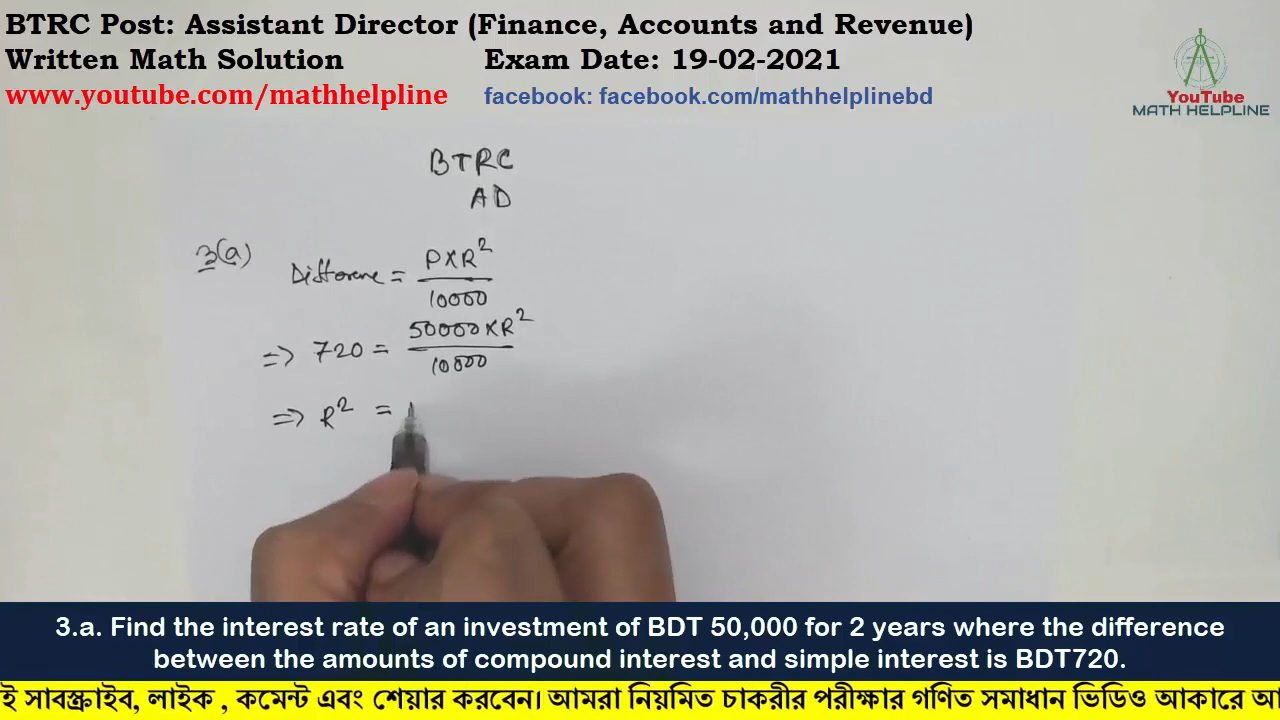 BTRC Post: Assistant Director (Finance, Accounts and Revenue)
Written Math Solution Exam Date: 19-02-2021
www.youtube.com/mathhelpline facebook: facebook.com/mathhelplinebd
YouTube
MATH HELPLINE
BTRC
AD
3(a)
Difference = P×R²
10000
⇒ 720 = 50000×R²
10000
⇒ R² =
3.a. Find the interest rate of an investment of BDT 50,000 for 2 years where the difference
between the amounts of compound interest and simple interest is BDT720.
ই সাবস্ক্রাইব, লাইক , কমেন্ট এবং শেয়ার করবেন। আমরা নিয়মিত চাকরীর পরীক্ষার গণিত সমাধান ভিডিও আকারে আ